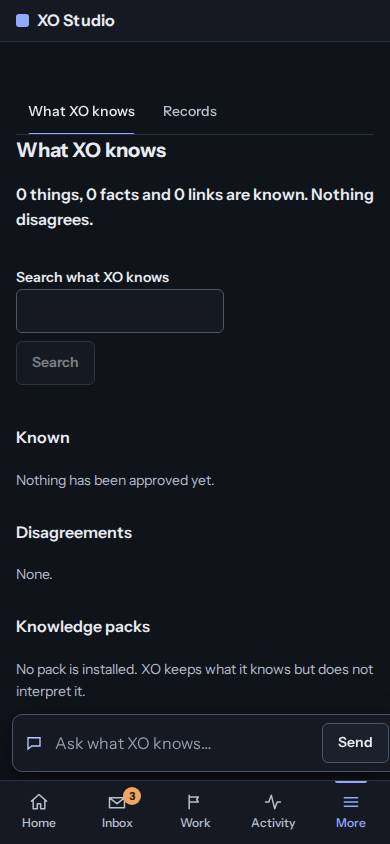 XO Studio
What XO knows
Records
What XO knows
0 things, 0 facts and 0 links are known. Nothing
disagrees.
Search what XO knows
Search
Known
Nothing has been approved yet.
Disagreements
None.
Knowledge packs
No pack is installed. XO keeps what it knows but does not
interpret it.
Ask what XO knows...
Send
3
Home
Inbox
Work
Activity
More